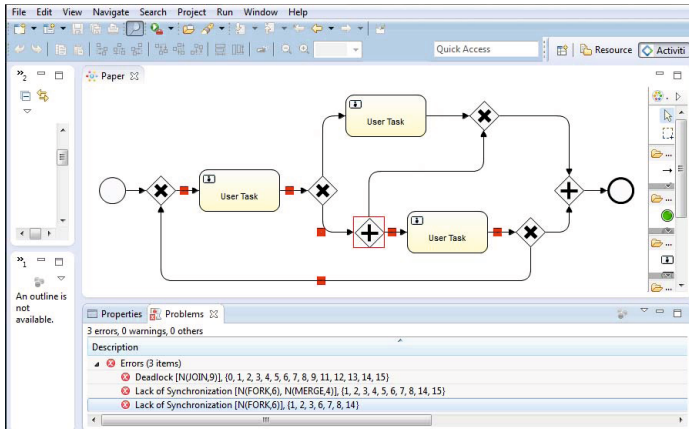 File Edit View Navigate Search Project Run Window Help
Quick Access
Resource
Activiti
»2
Paper
User Task
User Task
User Task
»1
An outline is
not
available.
Properties
Problems
3 errors, 0 warnings, 0 others
Description
Errors (3 items)
Deadlock [N(JOIN,9)], {0, 1, 2, 3, 4, 5, 6, 7, 8, 9, 11, 12, 13, 14, 15}
Lack of Synchronization [N(FORK,6), N(MERGE,4)], {1, 2, 3, 4, 5, 6, 7, 8, 14, 15}
Lack of Synchronization [N(FORK,6)], {1, 2, 3, 6, 7, 8, 14}